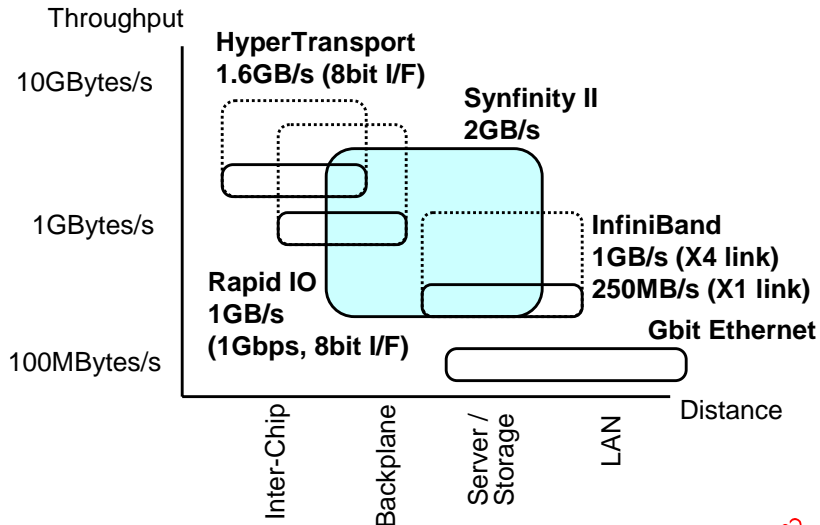 Throughput
HyperTransport
1.6GB/s (8bit I/F)
10GBytes/s
Synfinity II
2GB/s
1GBytes/s
InfiniBand
1GB/s (X4 link)
250MB/s (X1 link)
Rapid IO
1GB/s
(1Gbps, 8bit I/F)
Gbit Ethernet
100MBytes/s
Distance
Inter-Chip
Backplane
Server /
Storage
LAN